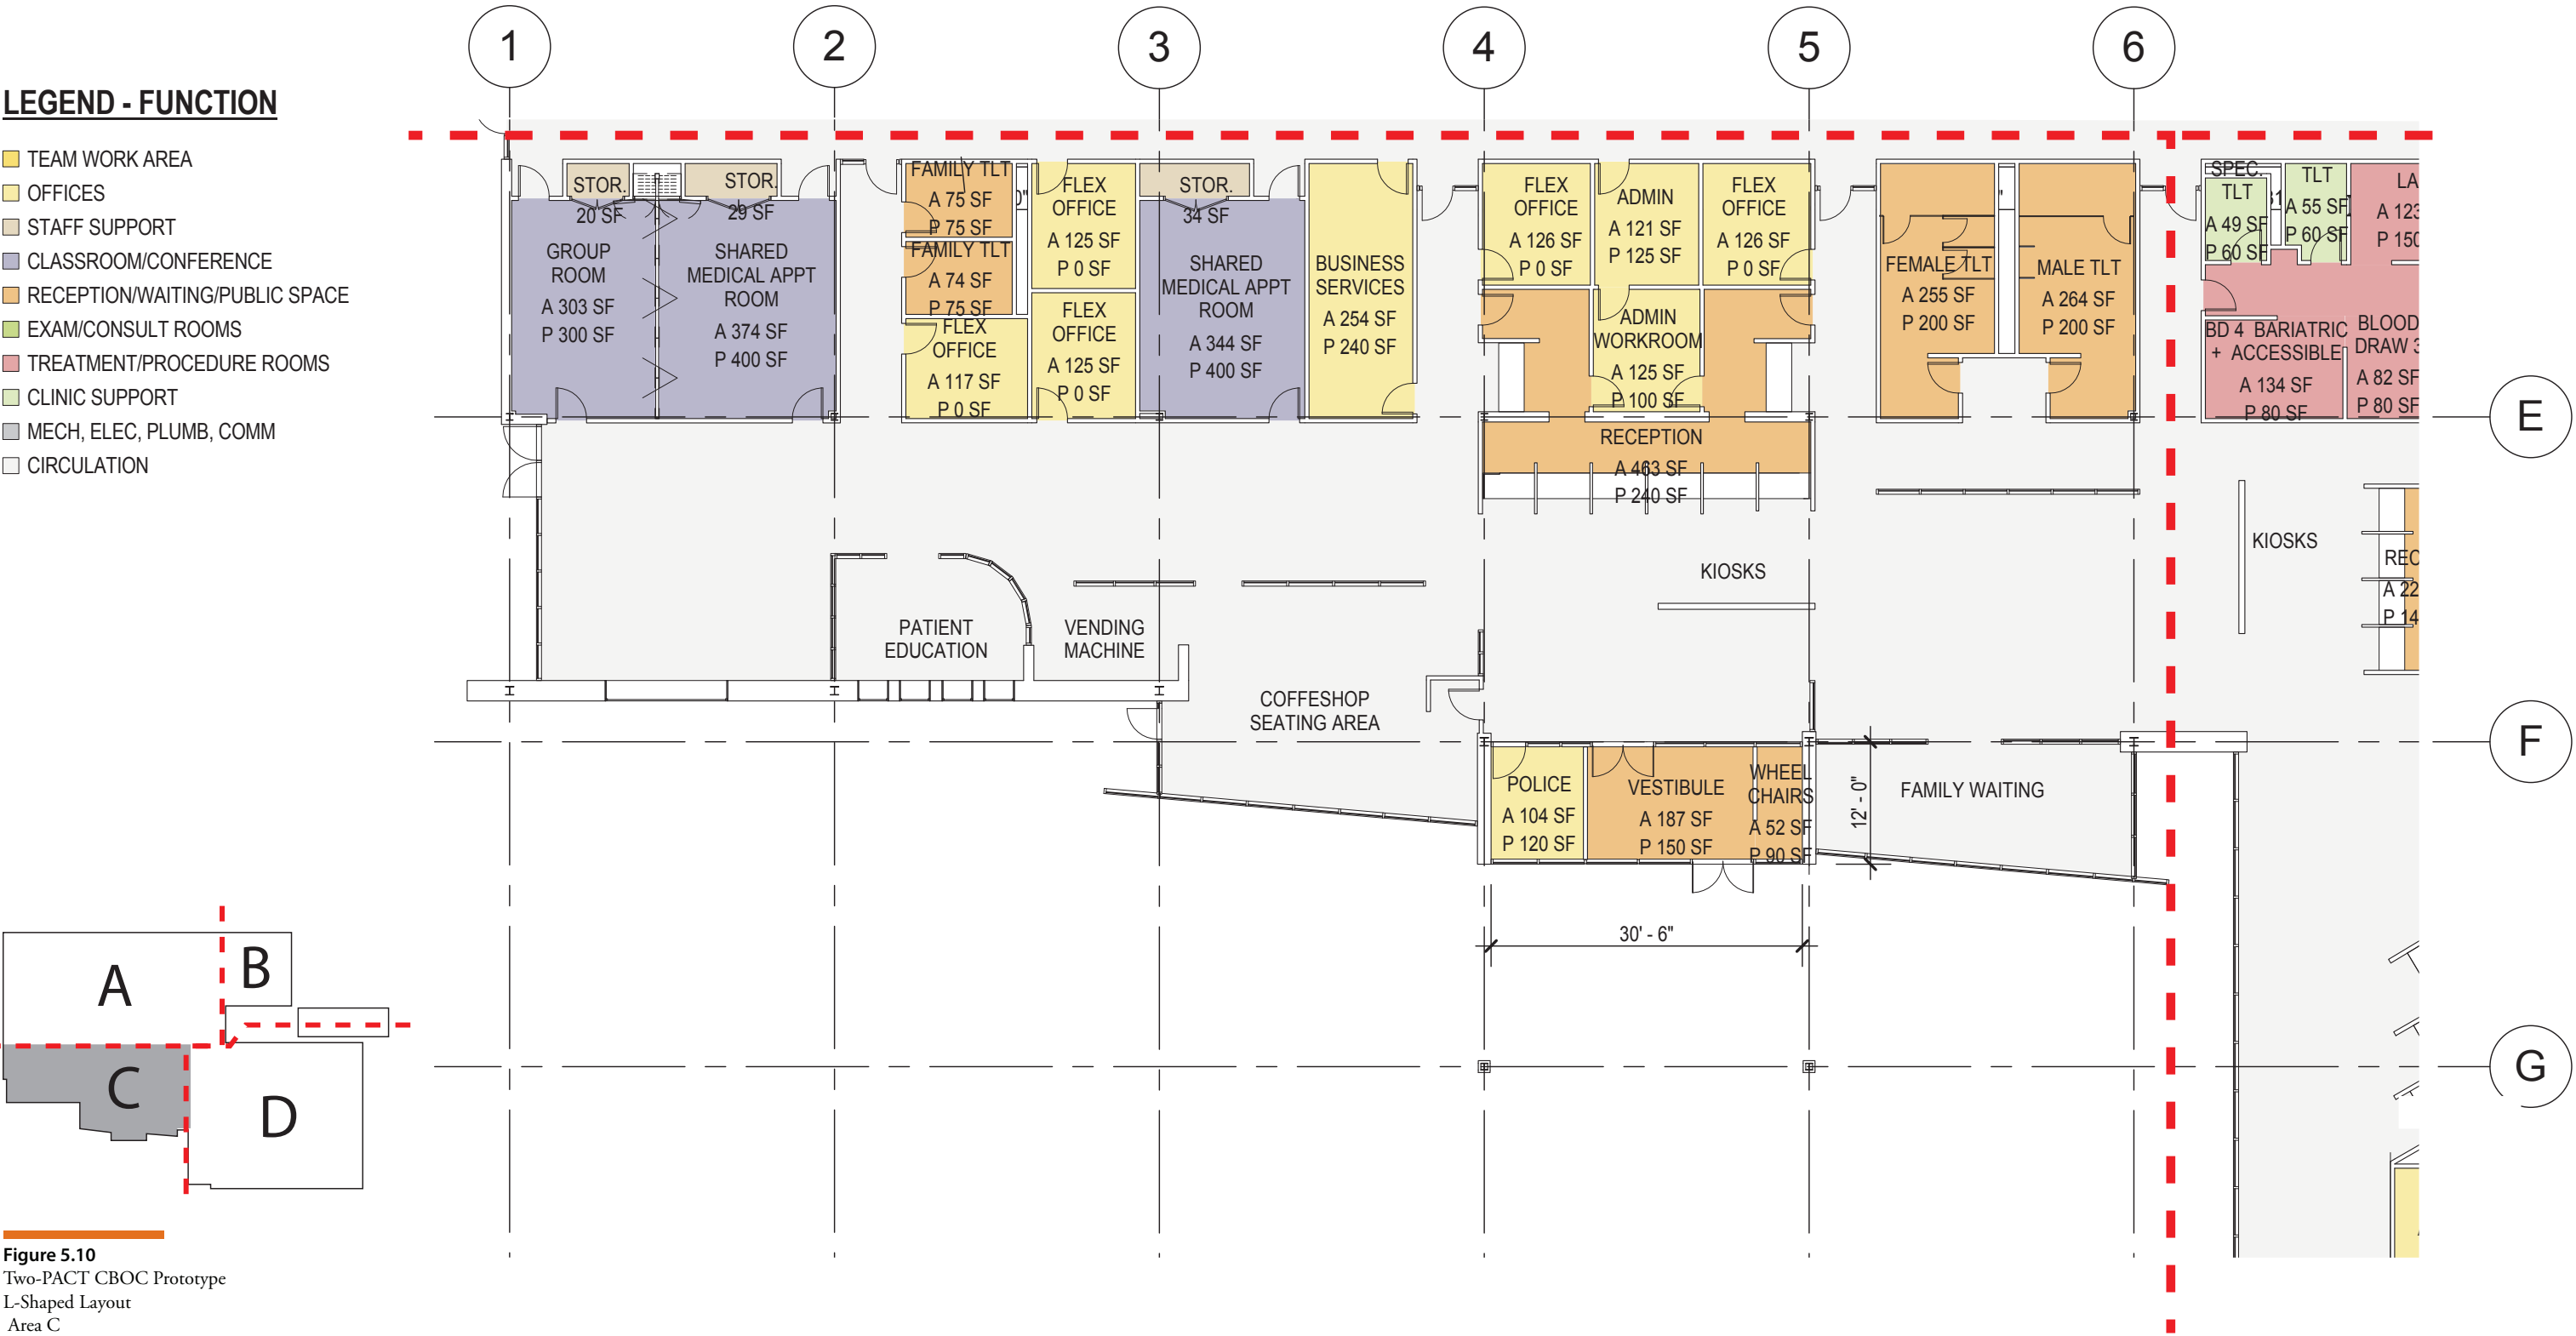 1
2
3
4
5
6
LEGEND - FUNCTION
TEAM WORK AREA
OFFICES
STAFF SUPPORT
CLASSROOM/CONFERENCE
RECEPTION/WAITING/PUBLIC SPACE
EXAM/CONSULT ROOMS
TREATMENT/PROCEDURE ROOMS
CLINIC SUPPORT
MECH, ELEC, PLUMB, COMM
CIRCULATION
STOR.
20 SF
GROUP
ROOM
A 303 SF
P 300 SF
STOR.
29 SF
SHARED
MEDICAL APPT
ROOM
A 374 SF
P 400 SF
FAMILY TLT
A 75 SF
P 75 SF
FAMILY TLT
A 74 SF
P 75 SF
FLEX
OFFICE
A 117 SF
P 0 SF
FLEX
OFFICE
A 125 SF
P 0 SF
FLEX
OFFICE
A 125 SF
P 0 SF
STOR.
34 SF
SHARED
MEDICAL APPT
ROOM
A 344 SF
P 400 SF
BUSINESS
SERVICES
A 254 SF
P 240 SF
FLEX
OFFICE
A 126 SF
P 0 SF
ADMIN
A 121 SF
P 125 SF
FLEX
OFFICE
A 126 SF
P 0 SF
ADMIN
WORKROOM
A 125 SF
P 100 SF
RECEPTION
A 463 SF
P 240 SF
FEMALE TLT
A 255 SF
P 200 SF
MALE TLT
A 264 SF
P 200 SF
SPEC.
TLT
A 49 SF
P 60 SF
TLT
A 55 SF
P 60 SF
LA
A 123
P 150
BD 4 BARIATRIC
+ ACCESSIBLE
A 134 SF
P 80 SF
BLOOD
DRAW 3
A 82 SF
P 80 SF
E
KIOSKS
REC
A 22
P 14
KIOSKS
PATIENT
EDUCATION
VENDING
MACHINE
COFFESHOP
SEATING AREA
F
POLICE
A 104 SF
P 120 SF
VESTIBULE
A 187 SF
P 150 SF
WHEEL
CHAIRS
A 52 SF
P 90 SF
12' - 0"
FAMILY WAITING
30' - 6"
G
A
B
C
D
Figure 5.10
Two-PACT CBOC Prototype
L-Shaped Layout
Area C